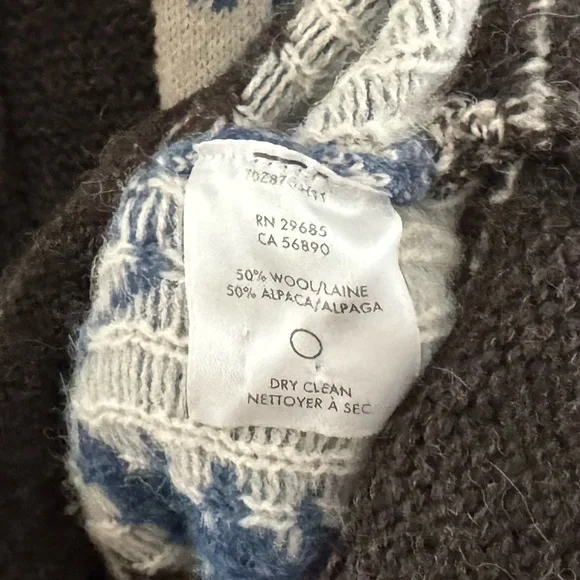 RN 29685
CA 56890
50% WOOL/LAINE
50% ALPACA/ALPAGA
DRY CLEAN
NETTOYER À SEC